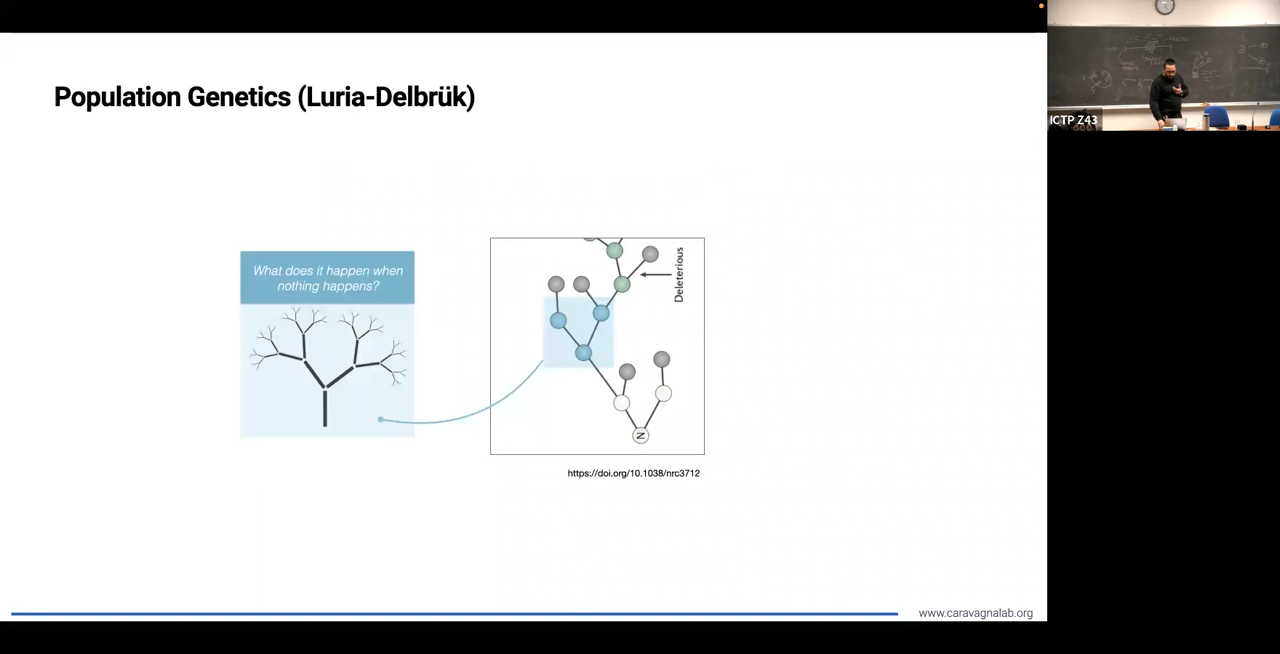 Population Genetics (Luria-Delbrük)
What does it happen when
nothing happens?
Deleterious
N
https://doi.org/10.1038/nrc3712
www.caravagnalab.org
ICTP Z43